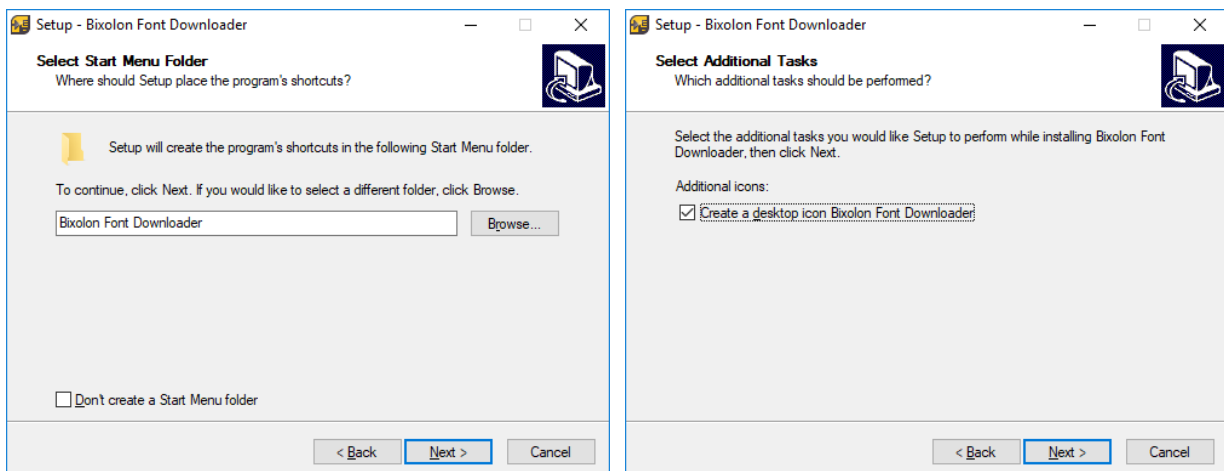 Setup - Bixolon Font Downloader
Select Start Menu Folder
Where should Setup place the program's shortcuts?
Setup will create the program's shortcuts in the following Start Menu folder.
To continue, click Next. If you would like to select a different folder, click Browse.
Bixolon Font Downloader
Browse...
Don't create a Start Menu folder
< Back
Next >
Cancel
Setup - Bixolon Font Downloader
Select Additional Tasks
Which additional tasks should be performed?
Select the additional tasks you would like Setup to perform while installing Bixolon Font
Downloader, then click Next.
Additional icons:
Create a desktop icon Bixolon Font Downloader
< Back
Next >
Cancel